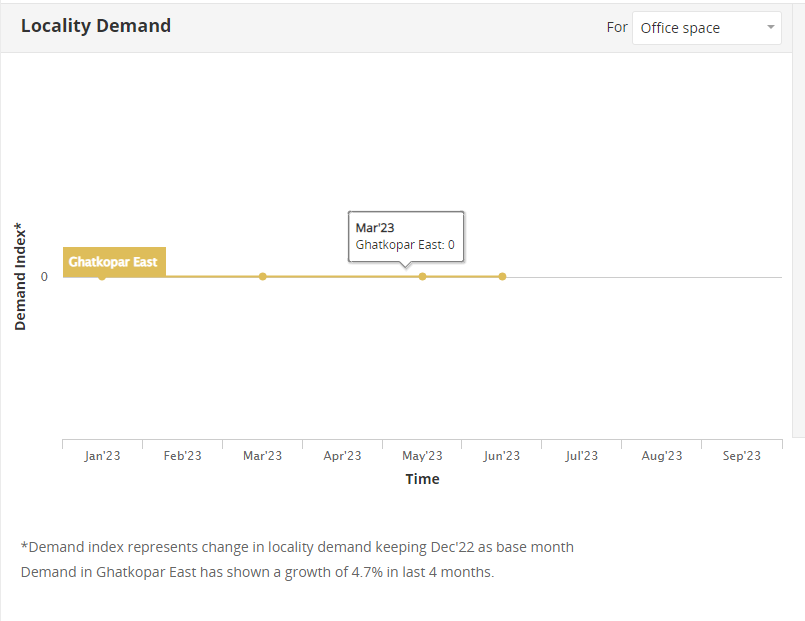 Locality Demand
For Office space
Mar'23
Ghatkopar East: 0
Ghatkopar East
Demand Index*
0
Jan'23 Feb'23 Mar'23 Apr'23 May'23 Jun'23 Jul'23 Aug'23 Sep'23
Time
*Demand index represents change in locality demand keeping Dec'22 as base month
Demand in Ghatkopar East has shown a growth of 4.7% in last 4 months.